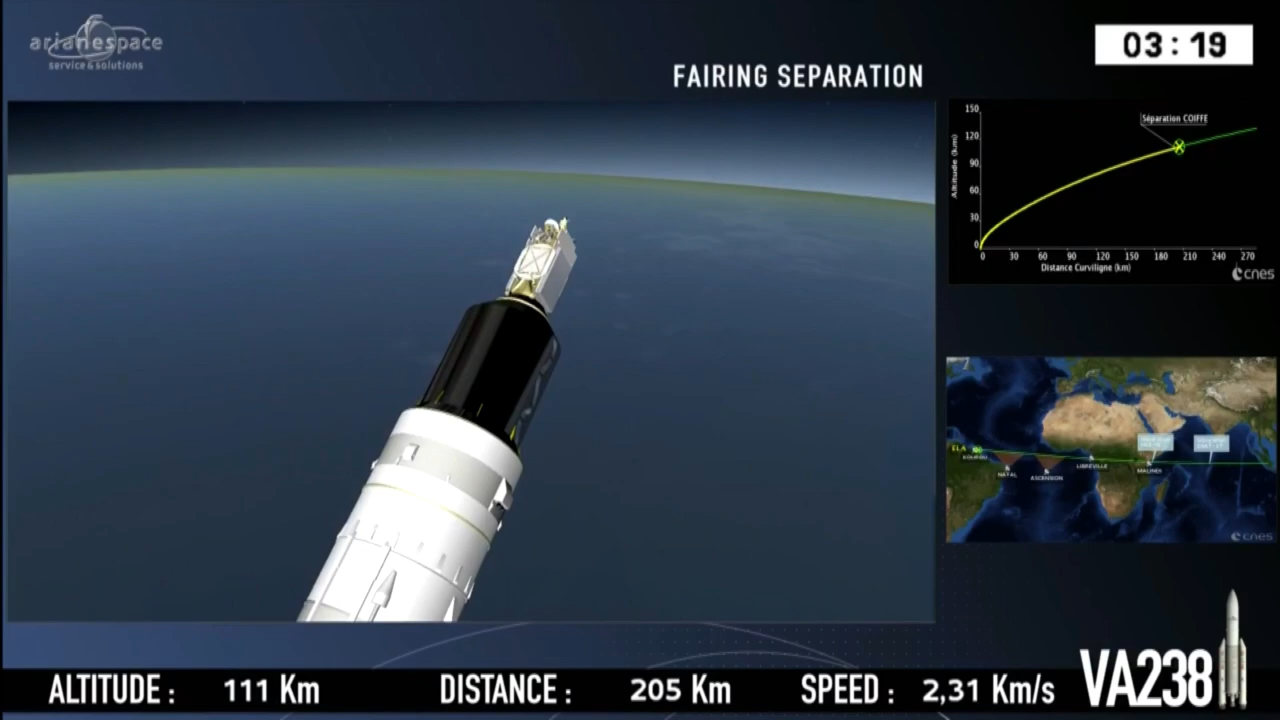 arianespace
service & solutions
FAIRING SEPARATION
03 : 19
150
120
90
60
30
0
Altitude (km)
Séparation COIFFE
0 30 60 90 120 150 180 210 240 270
Distance Curviligne (km)
cnes
ELA
KOUROU
NATAL
ASCENSION
LIBREVILLE
MALINDI
cnes
ALTITUDE : 111 Km DISTANCE : 205 Km SPEED : 2,31 Km/s
VA238